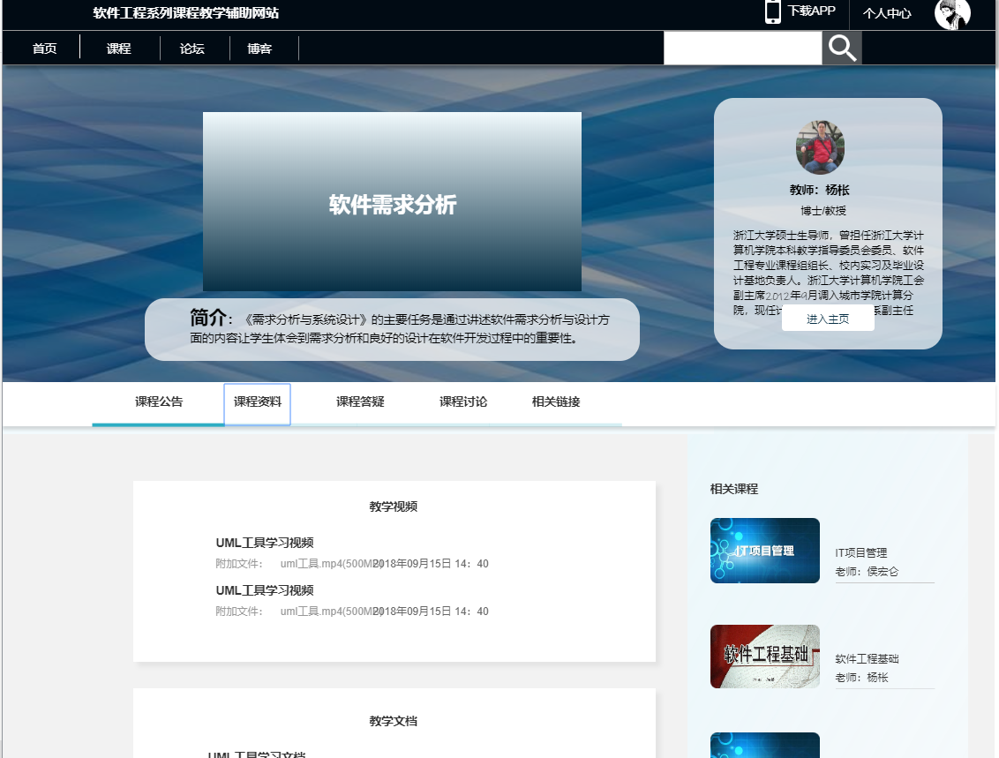 软件工程系列课程教学辅助网站
下载APP
个人中心
首页
课程
论坛
博客
软件需求分析
教师：杨枨
博士/教授
浙江大学硕士生导师，曾担任浙江大学计
算机学院本科教学指导委员会委员、软件
工程专业课程组组长、校内实习及毕业设
计基地负责人。浙江大学计算机学院工会
副主席2012年9月调入城市学院计算分
院，现任计 系副主任
进入主页
简介：《需求分析与系统设计》的主要任务是通过讲述软件需求分析与设计方
面的内容让学生体会到需求分析和良好的设计在软件开发过程中的重要性。
课程公告
课程资料
课程答疑
课程讨论
相关链接
教学视频
UML工具学习视频
附加文件： uml工具.mp4(500MB) 2018年09月15日 14：40
UML工具学习视频
附加文件： uml工具.mp4(500MB) 2018年09月15日 14：40
教学文档
UML工具学习文档
相关课程
IT项目管理
IT项目管理
老师：侯宏仑
软件工程基础
软件工程基础
老师：杨枨